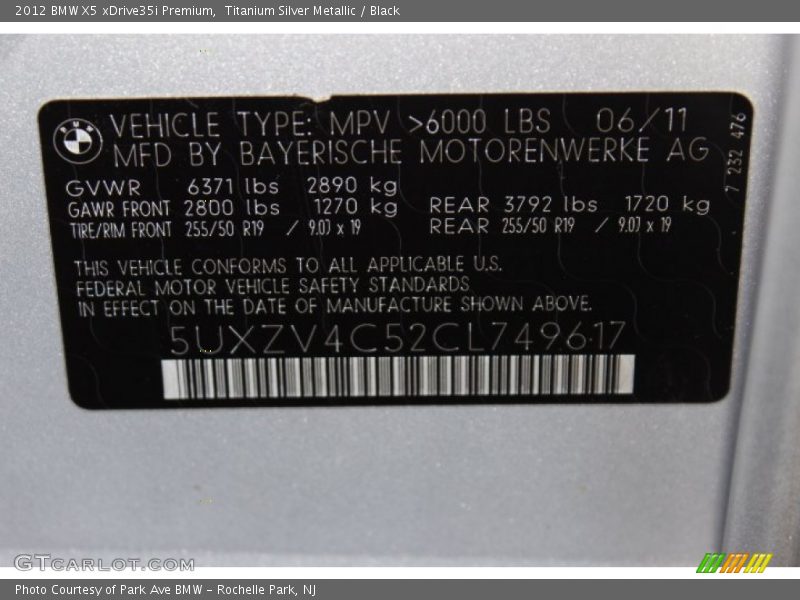 2012 BMW X5 xDrive35i Premium,  Titanium Silver Metallic / Black
BMW
VEHICLE TYPE: MPV >6000 LBS 06/11
MFD BY BAYERISCHE MOTORENWERKE AG
7 232 476
GVWR 6371 lbs 2890 kg
GAWR FRONT 2800 lbs 1270 kg REAR 3792 lbs 1720 kg
TIRE/RIM FRONT 255/50 R19 / 9.0J x 19 REAR 255/50 R19 / 9.0J x 19
THIS VEHICLE CONFORMS TO ALL APPLICABLE U.S.
FEDERAL MOTOR VEHICLE SAFETY STANDARDS
IN EFFECT ON THE DATE OF MANUFACTURE SHOWN ABOVE.
5UXZV4C52CL749617
GTCARLOT.COM
Photo Courtesy of Park Ave BMW - Rochelle Park, NJ